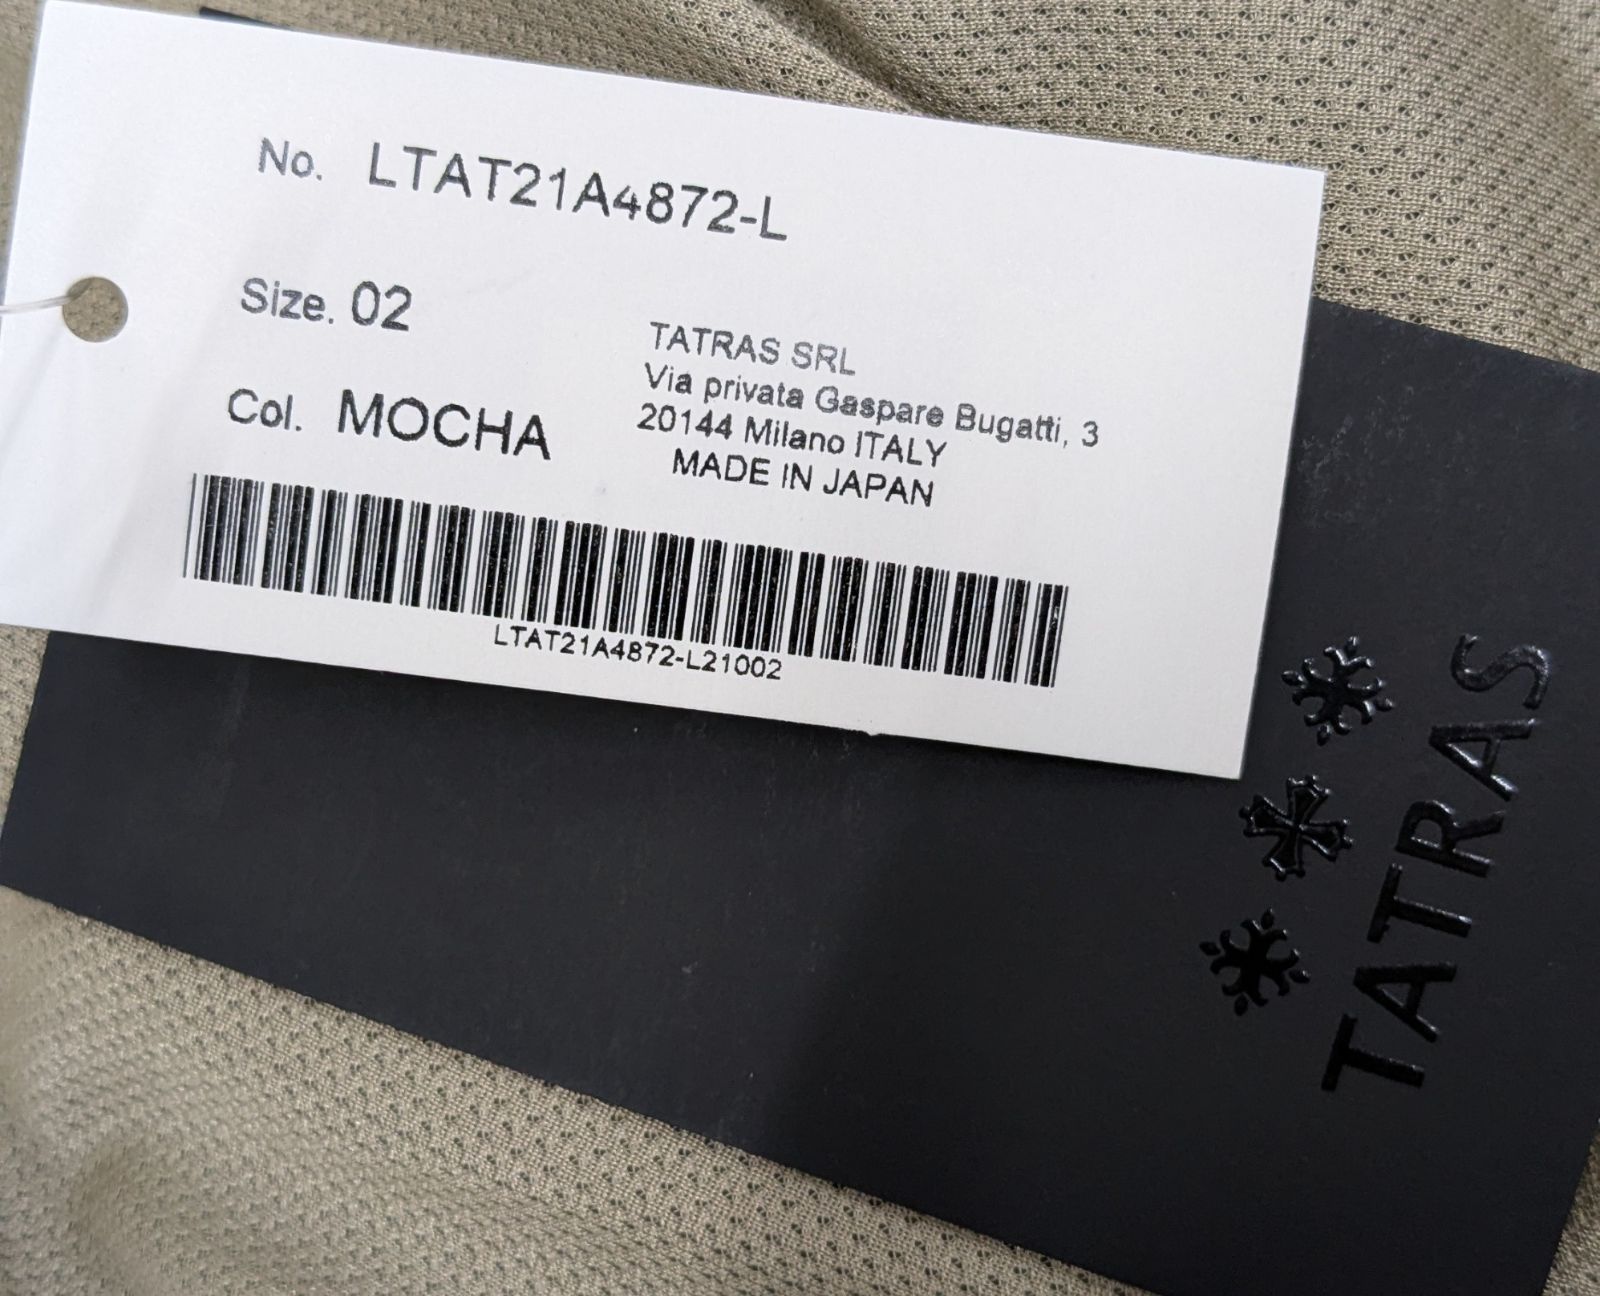 No. LTAT21A4872-L
Size. 02
Col. MOCHA
TATRAS SRL
Via privata Gaspare Bugatti, 3
20144 Milano ITALY
MADE IN JAPAN
LTAT21A4872-L21002
TATRAS